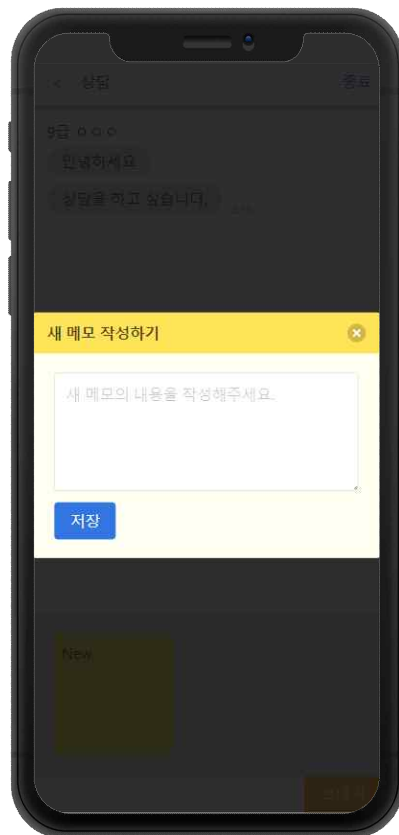 < 상담 종료
9급 ㅇㅇㅇ
안녕하세요
상담을 하고 싶습니다.
새 메모 작성하기
새 메모의 내용을 작성해주세요.
저장
New